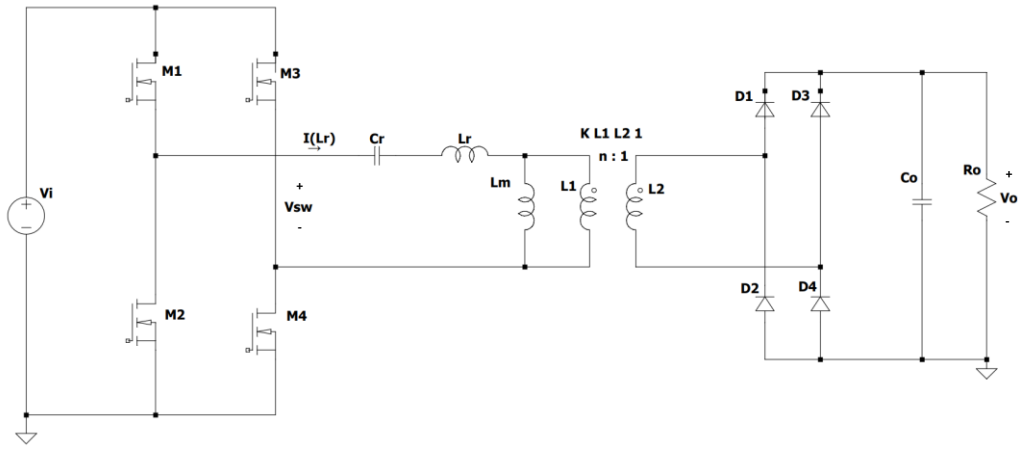 M1
M3
D1
D3
I(Lr)
→
Cr
Lr
K L1 L2 1
n : 1
Vi
+
-
+
Vsw
-
Lm
L1
L2
Co
Ro
+
Vo
-
M2
M4
D2
D4